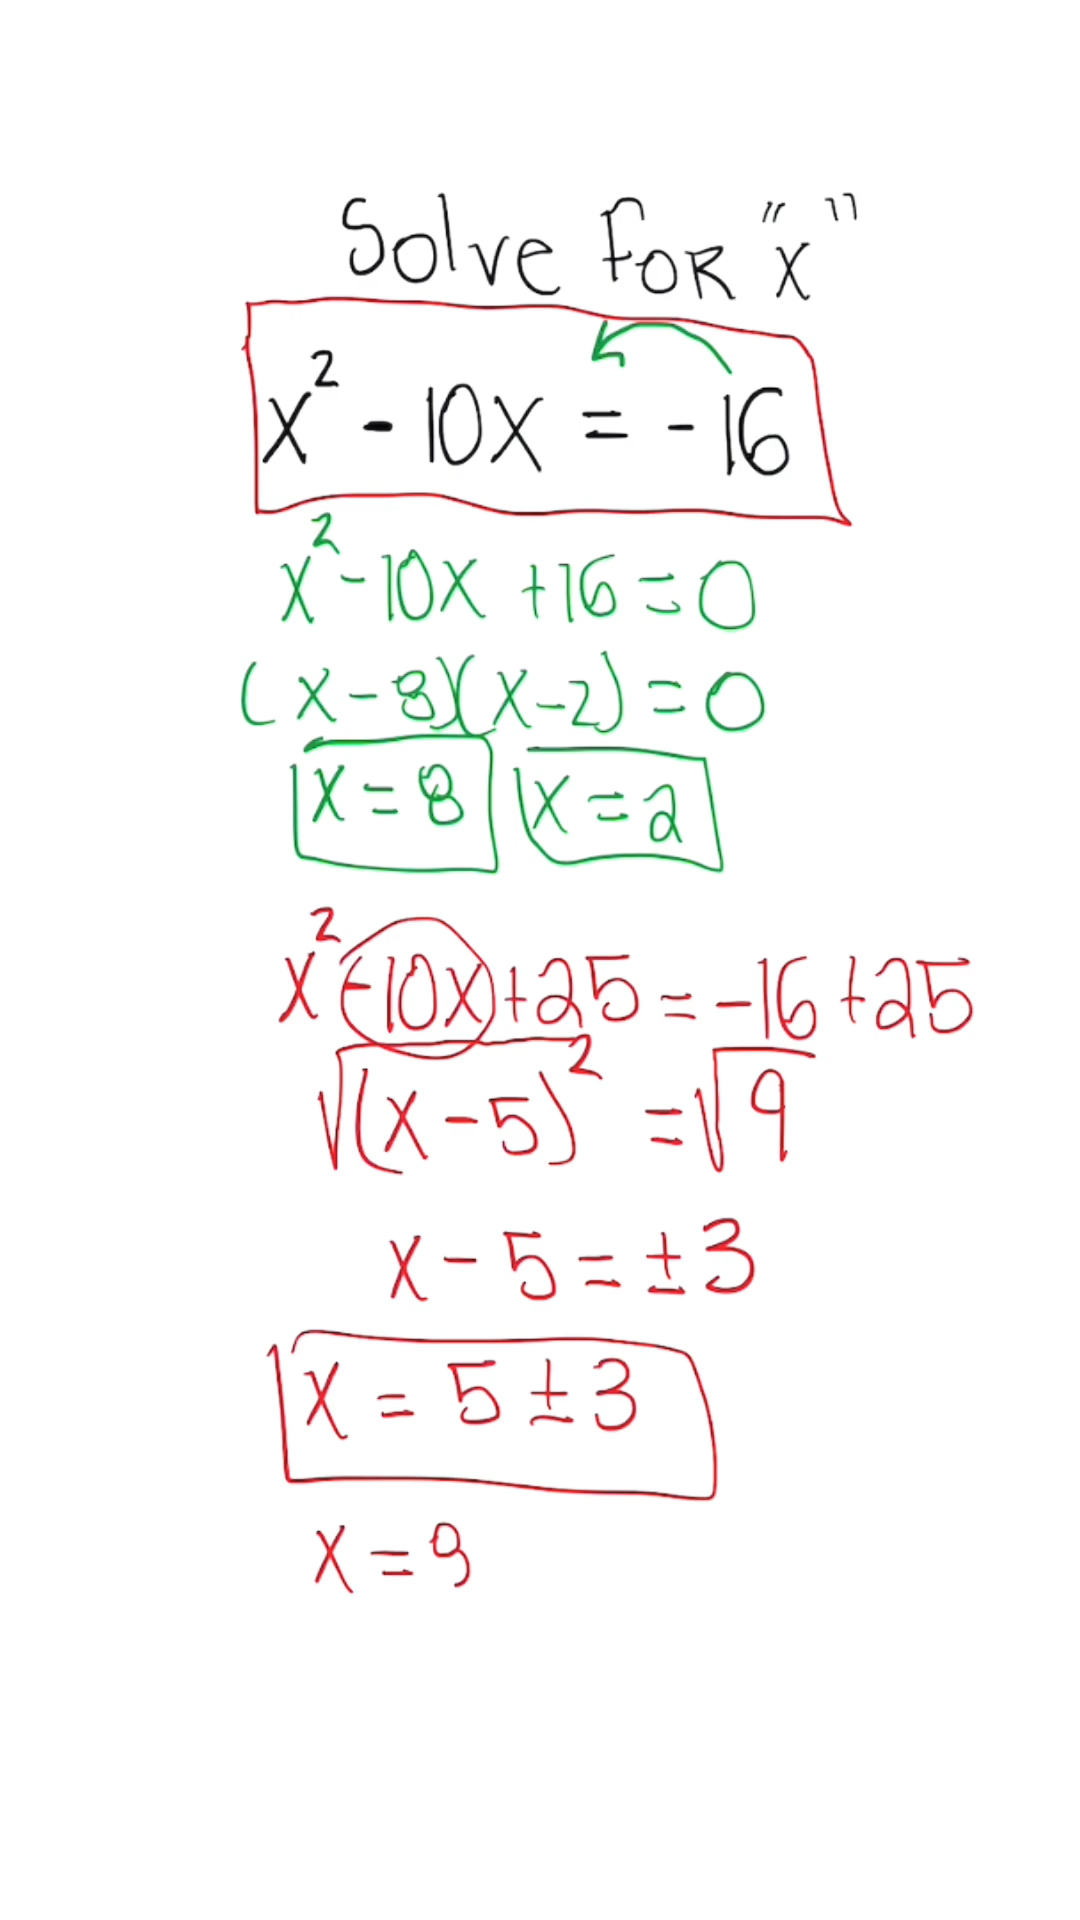 Solve FOR "x"
x² - 10x = -16
x² - 10x + 16 = 0
(x - 8)(x - 2) = 0
x = 8 x = 2
x² - 10x + 25 = -16 + 25
√(x - 5)² = √9
x - 5 = ± 3
x = 5 ± 3